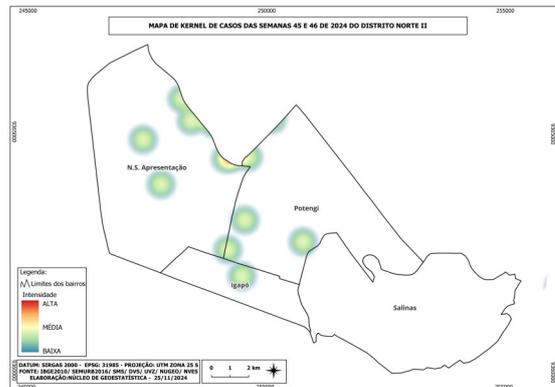 245000 250000 255000
MAPA DE KERNEL DE CASOS DAS SEMANAS 45 E 46 DE 2024 DO DISTRITO NORTE II
N.S. Apresentação
Potengi
Igapó
Salinas
Legenda:
Limites dos bairros
Intensidade
ALTA
MÉDIA
BAIXA
0 1 2 km
DATUM: SIRGAS 2000 - EPSG: 31985 - PROJEÇÃO: UTM ZONA 25 S
FONTE: IBGE2010/ SEMURB2016/ SMS/ DVS/ UVZ/ NUGEO/ NVES
ELABORAÇÃO:NÚCLEO DE GEOESTATÍSTICA - 25/11/2024